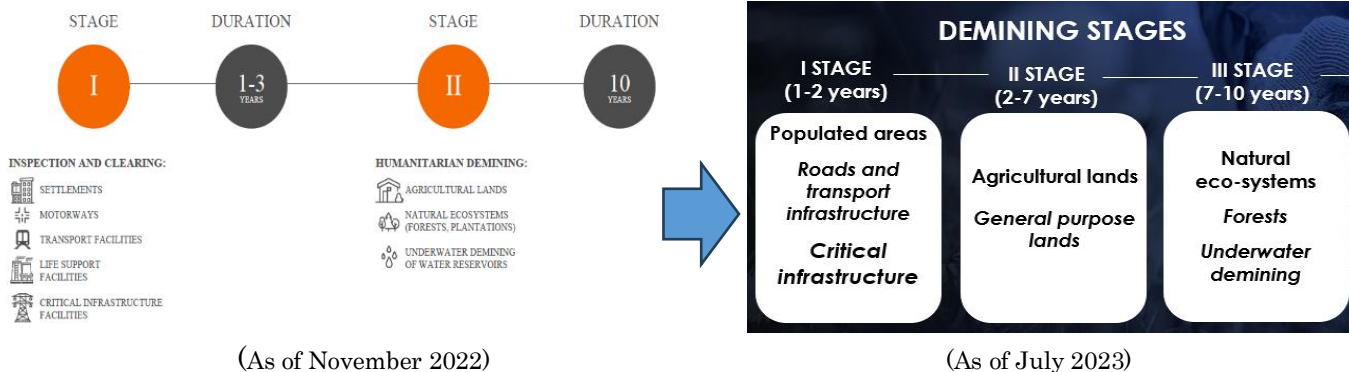 STAGE
DURATION
STAGE
DURATION
I
1-3
YEARS
II
10
YEARS
INSPECTION AND CLEARING:
SETTLEMENTS
MOTORWAYS
TRANSPORT FACILITIES
LIFE SUPPORT
FACILITIES
CRITICAL INFRASTRUCTURE
FACILITIES
HUMANITARIAN DEMINING:
AGRICULTURAL LANDS
NATURAL ECOSYSTEMS
(FORESTS, PLANTATIONS)
UNDERWATER DEMINING
OF WATER RESERVOIRS
(As of November 2022)
DEMINING STAGES
I STAGE
(1-2 years)
II STAGE
(2-7 years)
III STAGE
(7-10 years)
Populated areas
Roads and
transport
infrastructure
Critical
infrastructure
Agricultural lands
General purpose
lands
Natural
eco-systems
Forests
Underwater
demining
(As of July 2023)